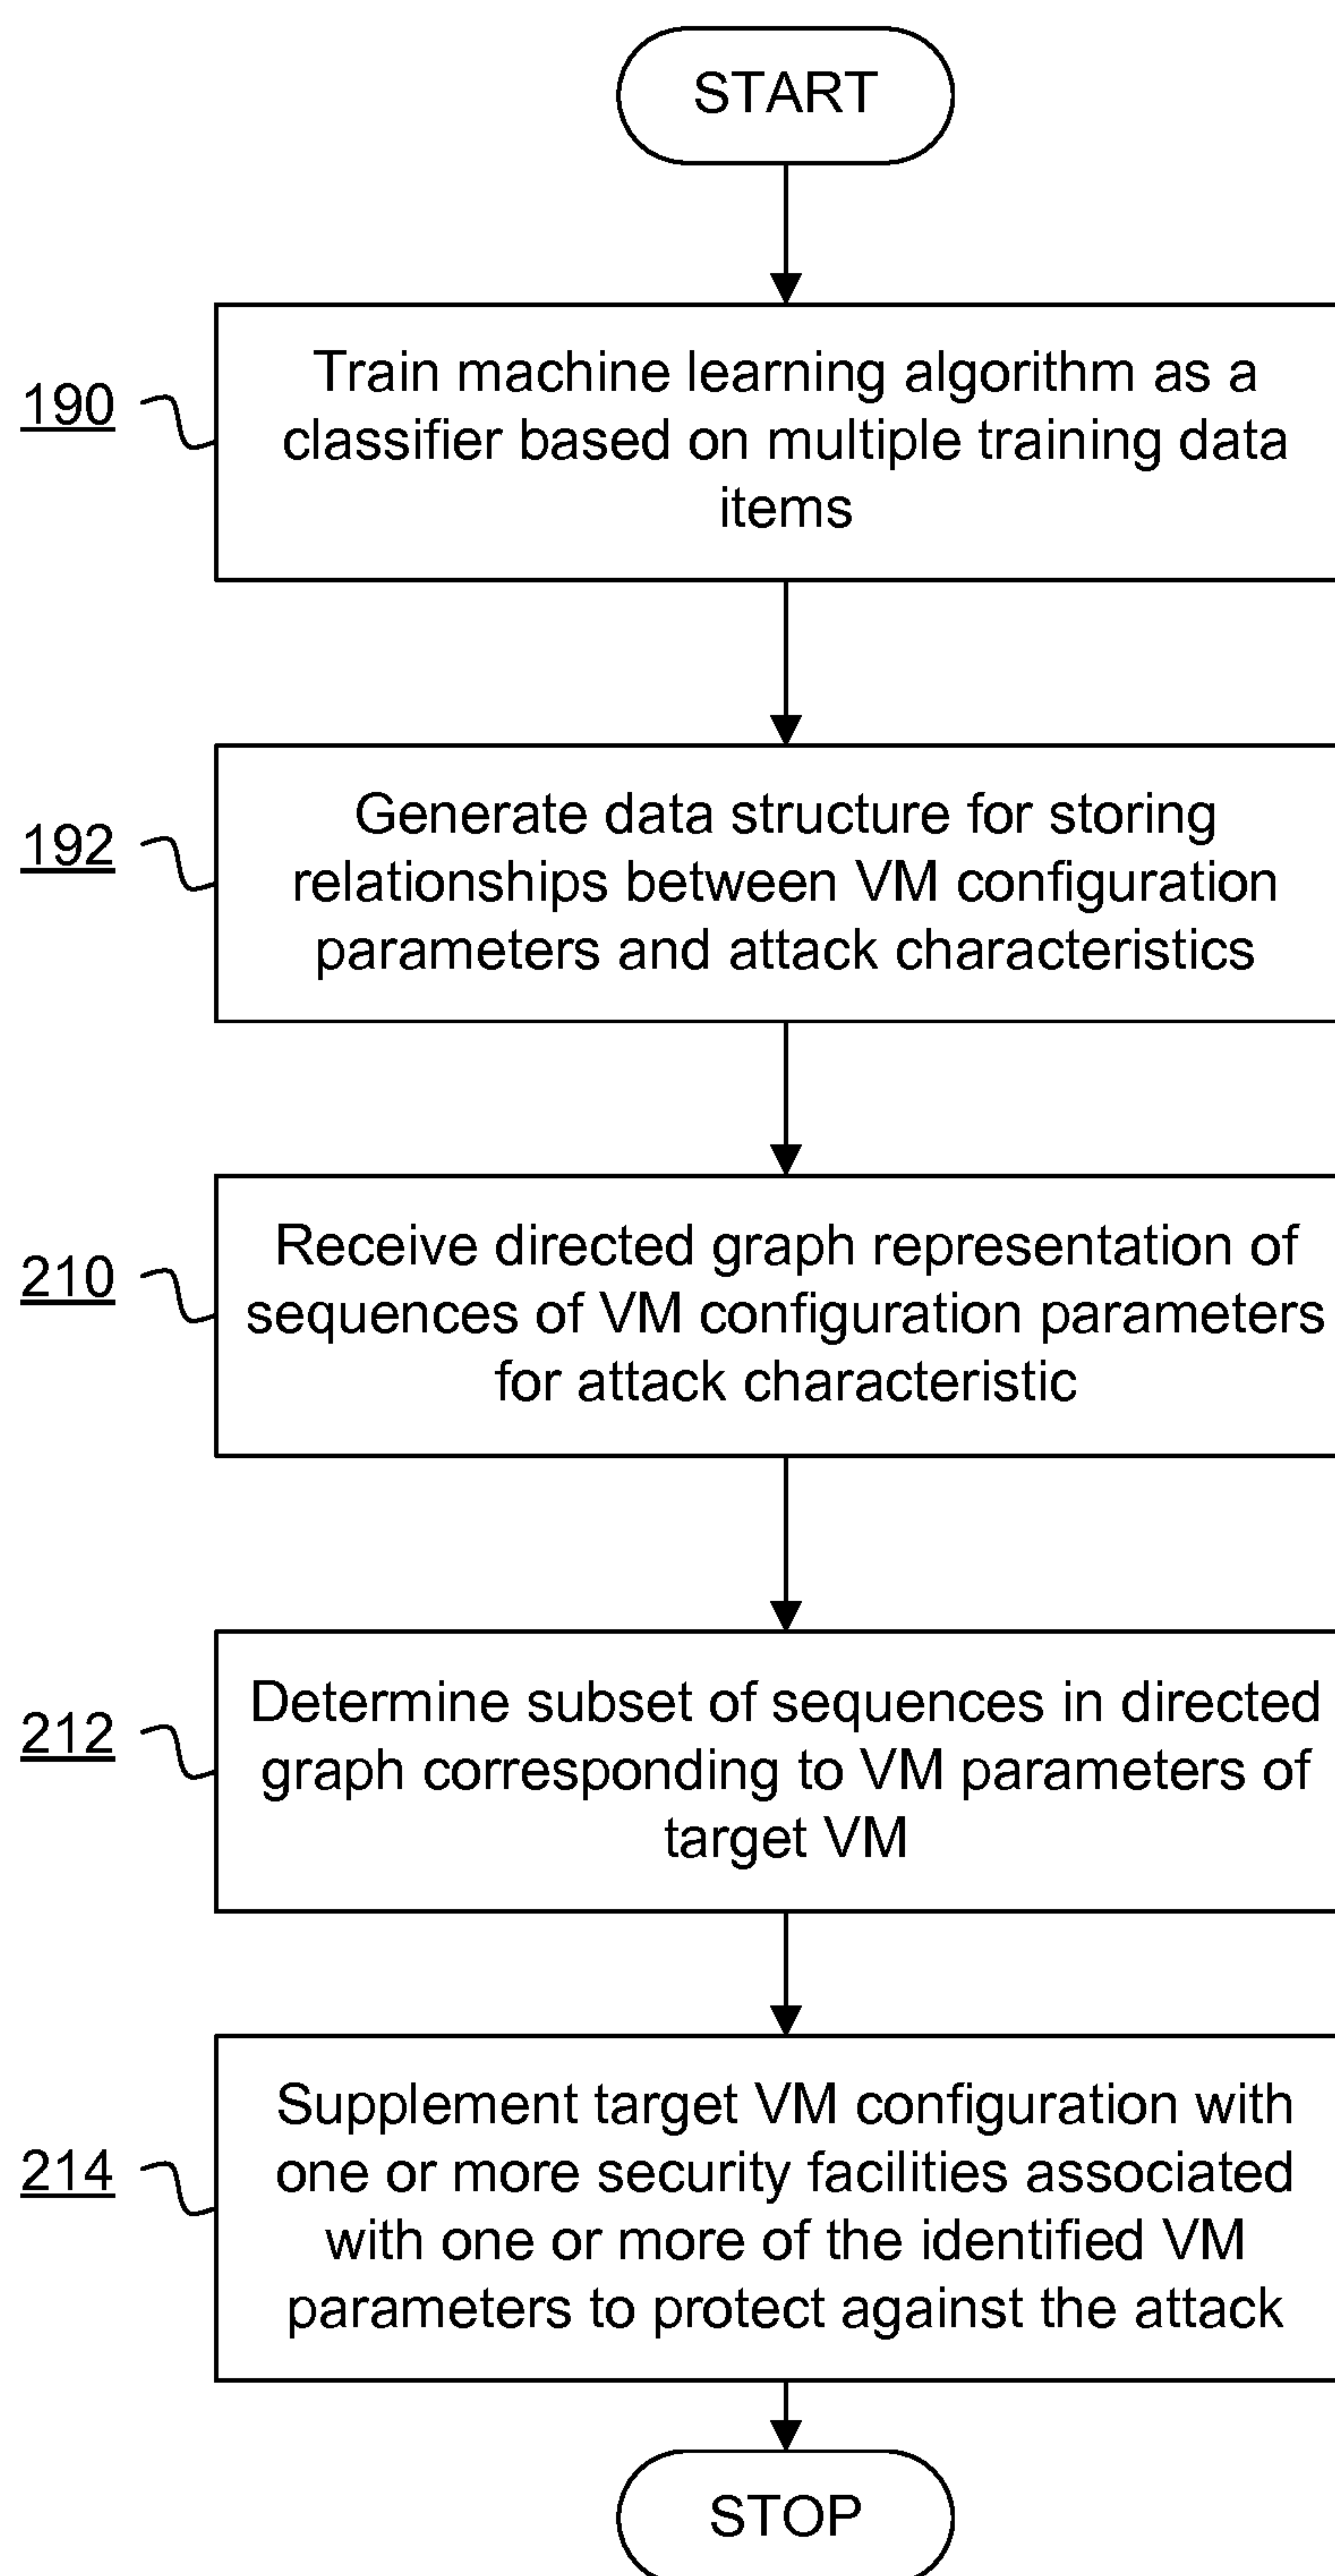 START
190
Train machine learning algorithm as a
classifier based on multiple training data
items
192
Generate data structure for storing
relationships between VM configuration
parameters and attack characteristics
210
Receive directed graph representation of
sequences of VM configuration parameters
for attack characteristic
212
Determine subset of sequences in directed
graph corresponding to VM parameters of
target VM
214
Supplement target VM configuration with
one or more security facilities associated
with one or more of the identified VM
parameters to protect against the attack
STOP